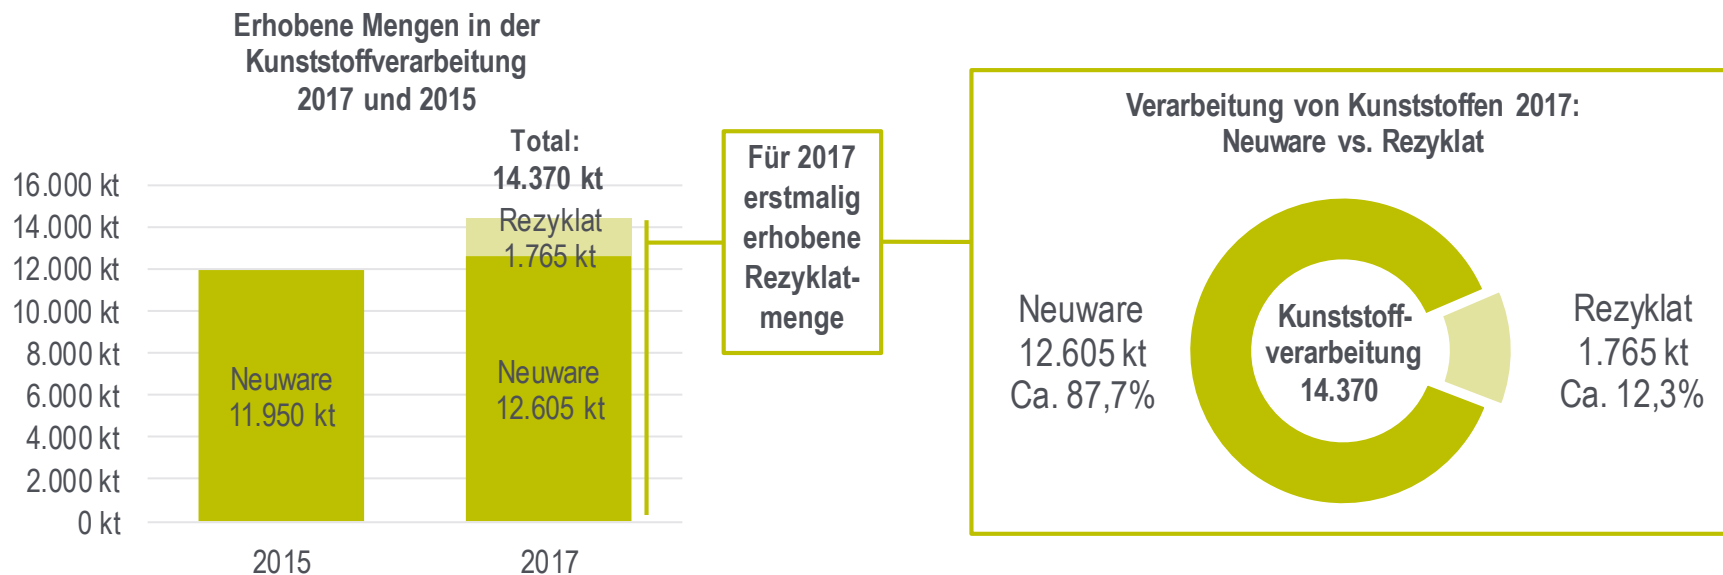 Erhobene Mengen in der
Kunststoffverarbeitung
2017 und 2015
Total:
14.370 kt
16.000 kt
14.000 kt
12.000 kt
10.000 kt
8.000 kt
6.000 kt
4.000 kt
2.000 kt
0 kt
Neuware
11.950 kt
Rezyklat
1.765 kt
Neuware
12.605 kt
2015
2017
Für 2017
erstmalig
erhobene
Rezyklat-
menge
Verarbeitung von Kunststoffen 2017:
Neuware vs. Rezyklat
Neuware
12.605 kt
Ca. 87,7%
Kunststoff-
verarbeitung
14.370
Rezyklat
1.765 kt
Ca. 12,3%